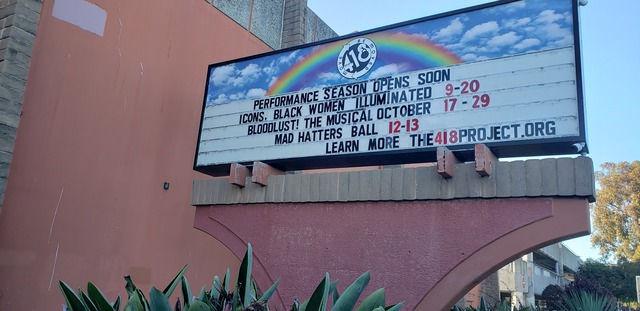 418
PERFORMANCE SEASON OPENS SOON
ICONS, BLACK WOMEN ILLUMINATED 9-20
BLOODLUST! THE MUSICAL OCTOBER 17-29
MAD HATTERS BALL 12-13
LEARN MORE THE418PROJECT.ORG